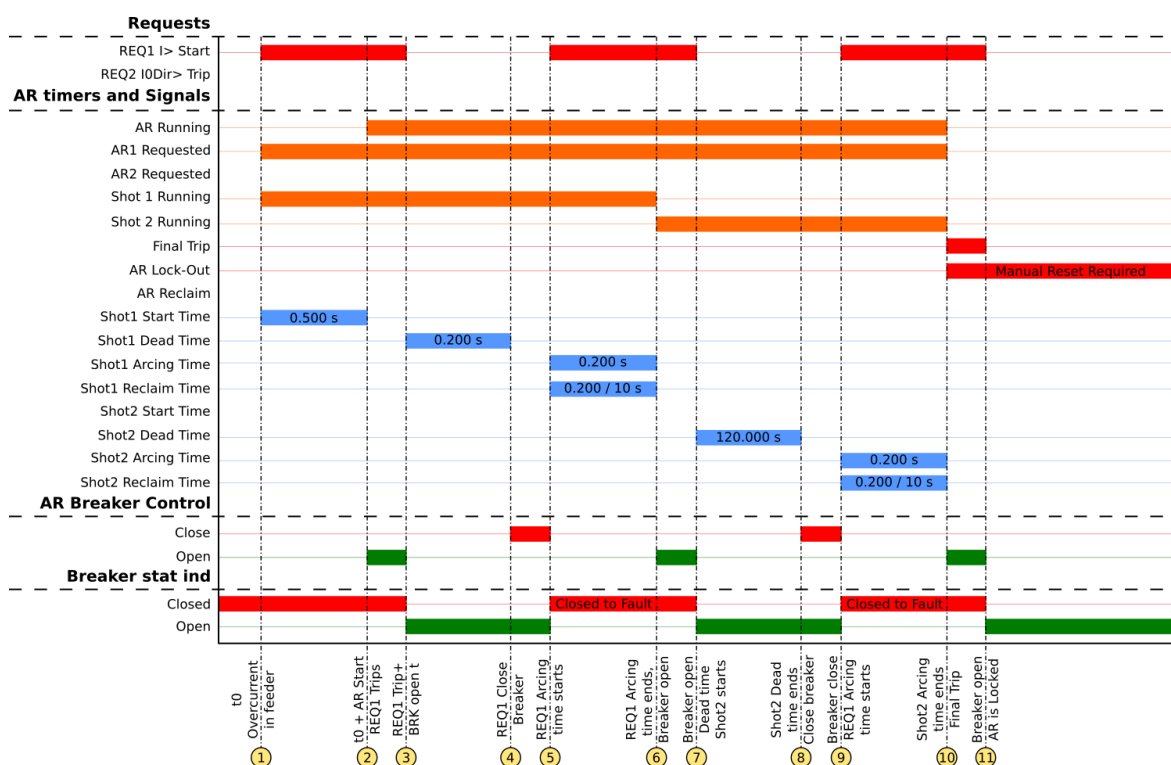 Requests
REQ1 I> Start
REQ2 I0Dir> Trip
AR timers and Signals
AR Running
AR1 Requested
AR2 Requested
Shot 1 Running
Shot 2 Running
Final Trip
AR Lock-Out
Manual Reset Required
AR Reclaim
Shot1 Start Time
0.500 s
Shot1 Dead Time
0.200 s
Shot1 Arcing Time
0.200 s
Shot1 Reclaim Time
0.200 / 10 s
Shot2 Start Time
Shot2 Dead Time
120.000 s
Shot2 Arcing Time
0.200 s
Shot2 Reclaim Time
0.200 / 10 s
AR Breaker Control
Close
Open
Breaker stat ind
Closed
Closed to Fault
Closed to Fault
Open
t0
Overcurrent
in feeder
t0 + AR Start
REQ1 Trips
REQ1 Trip+
BRK open t
REQ1 Close
Breaker
REQ1 Arcing
time starts
REQ1 Arcing
time ends,
Breaker open
Breaker open
Dead time
Shot2 starts
Shot2 Dead
time ends
Close breaker
Breaker close
REQ1 Arcing
time starts
Shot2 Arcing
time ends
Final Trip
Breaker open
AR is Locked
1
2
3
4
5
6
7
8
9
10
11